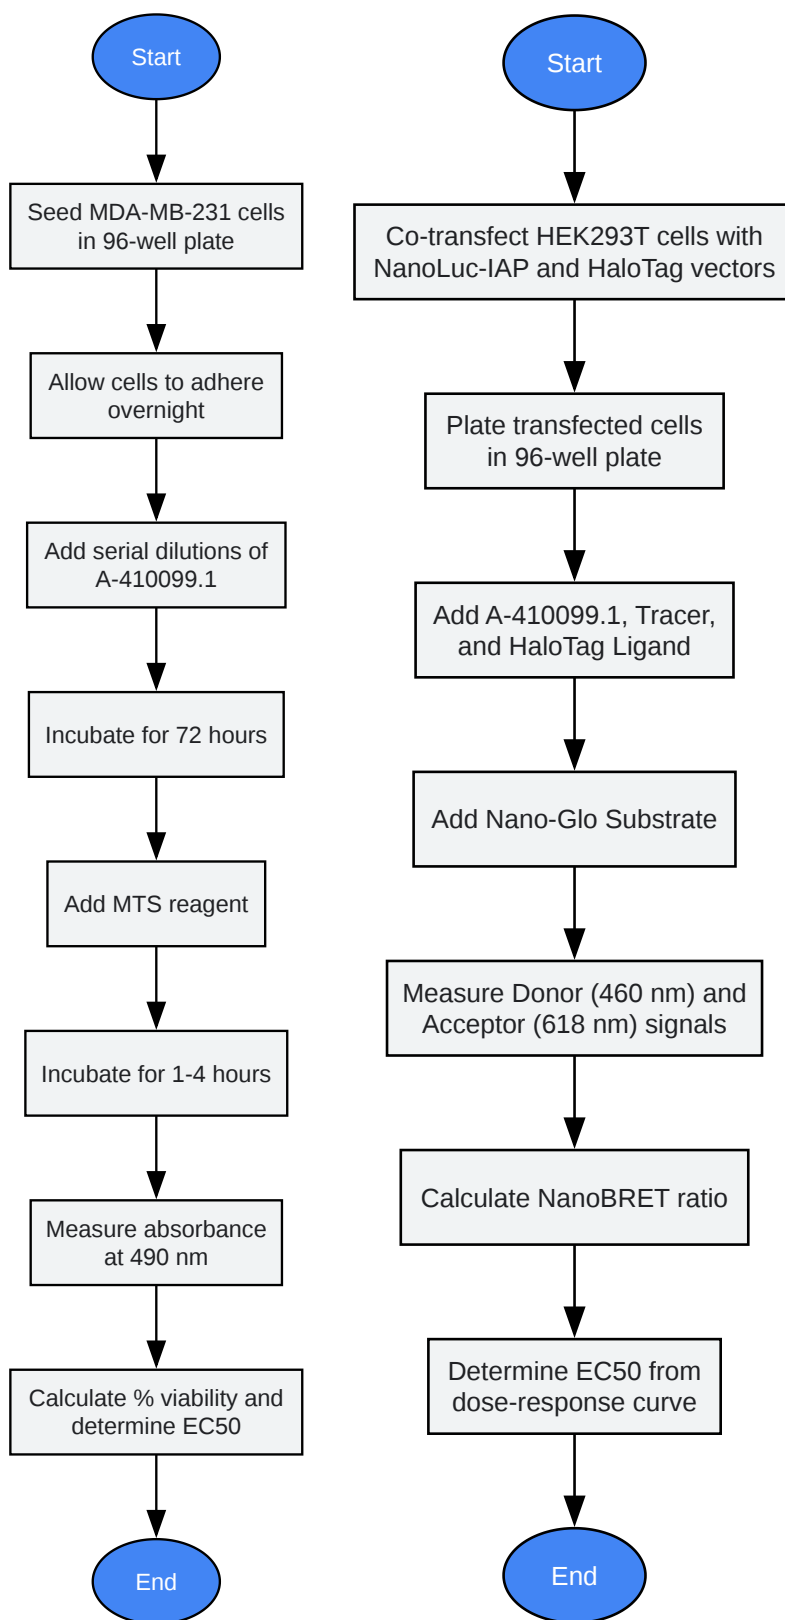 Start
Seed MDA-MB-231 cells
in 96-well plate
Allow cells to adhere
overnight
Add serial dilutions of
A-410099.1
Incubate for 72 hours
Add MTS reagent
Incubate for 1-4 hours
Measure absorbance
at 490 nm
Calculate % viability and
determine EC50
End
Start
Co-transfect HEK293T cells with
NanoLuc-IAP and HaloTag vectors
Plate transfected cells
in 96-well plate
Add A-410099.1, Tracer,
and HaloTag Ligand
Add Nano-Glo Substrate
Measure Donor (460 nm) and
Acceptor (618 nm) signals
Calculate NanoBRET ratio
Determine EC50 from
dose-response curve
End